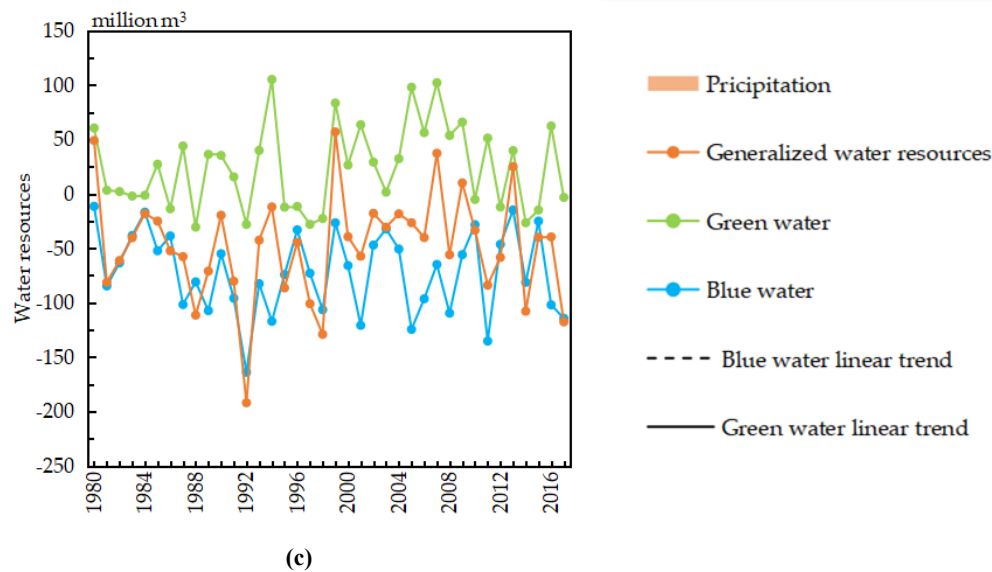 million m³
150
100
50
0
-50
-100
-150
-200
-250
Water resources
1980
1984
1988
1992
1996
2000
2004
2008
2012
2016
(c)
Pricipitation
Generalized water resources
Green water
Blue water
Blue water linear trend
Green water linear trend